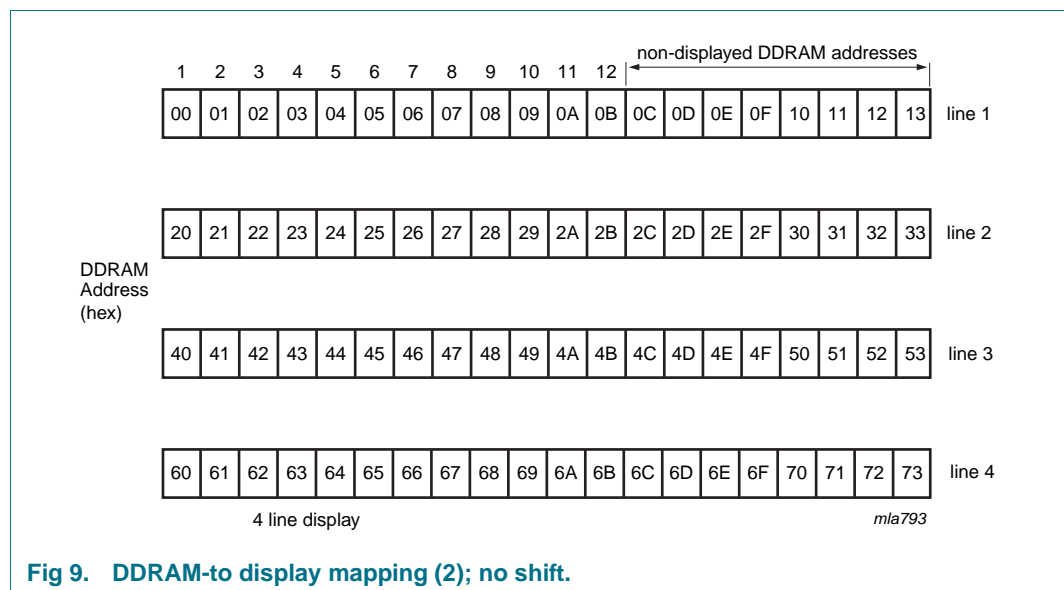 non-displayed DDRAM addresses
1 2 3 4 5 6 7 8 9 10 11 12
00 01 02 03 04 05 06 07 08 09 0A 0B 0C 0D 0E 0F 10 11 12 13 line 1
20 21 22 23 24 25 26 27 28 29 2A 2B 2C 2D 2E 2F 30 31 32 33 line 2
DDRAM
Address
(hex)
40 41 42 43 44 45 46 47 48 49 4A 4B 4C 4D 4E 4F 50 51 52 53 line 3
60 61 62 63 64 65 66 67 68 69 6A 6B 6C 6D 6E 6F 70 71 72 73 line 4
4 line display mla793
Fig 9. DDRAM-to display mapping (2); no shift.